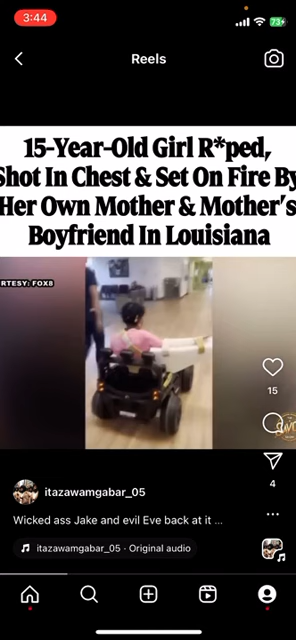 3:44
73
Reels
15-Year-Old Girl R*ped,
Shot In Chest & Set On Fire By
Her Own Mother & Mother's
Boyfriend In Louisiana
RTESY: FOX8
15
4
itazawamgabar_05
Wicked ass Jake and evil Eve back at it ...
itazawamgabar_05 · Original audio